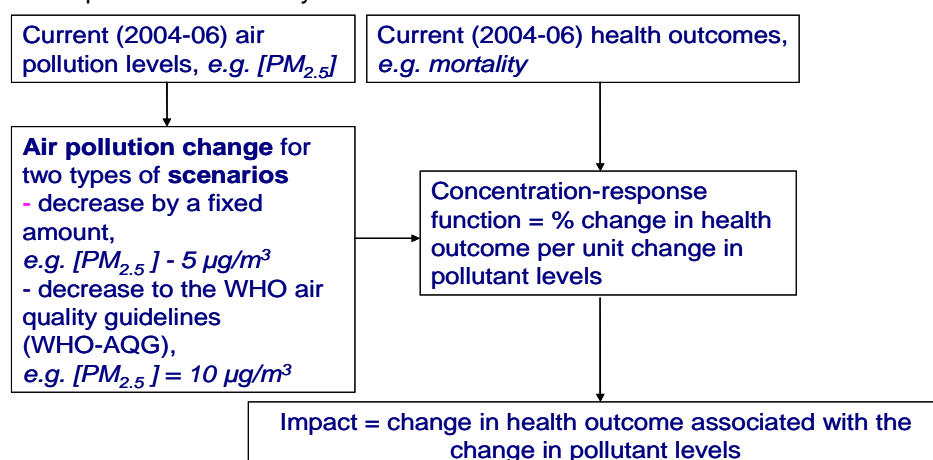 Current (2004-06) air
pollution levels, e.g. [PM2.5]
Current (2004-06) health outcomes,
e.g. mortality
Air pollution change for
two types of scenarios
- decrease by a fixed
amount,
e.g. [PM2.5 ] - 5 µg/m³
- decrease to the WHO air
quality guidelines
(WHO-AQG),
e.g. [PM2.5 ] = 10 µg/m³
Concentration-response
function = % change in health
outcome per unit change in
pollutant levels
Impact = change in health outcome associated with the
change in pollutant levels